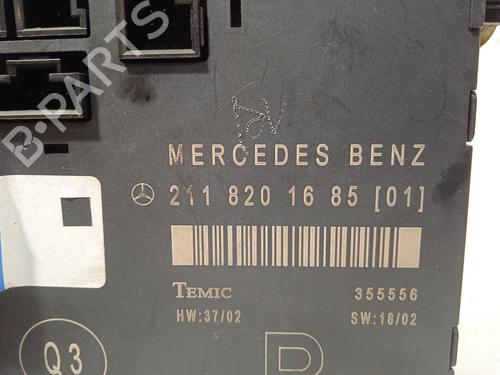 B-PARTS
MERCEDES BENZ
211 820 16 85 [01]
TEMIC 355556
HW:37/02 SW:18/02
Q3